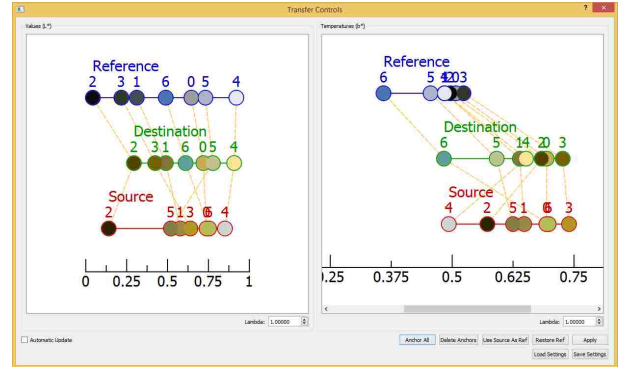 Transfer Controls
? x
Values (L*)
Reference
2 3 1 6 0 5 4
Destination
2 3 1 6 0 5 4
Source
2 5 1 3 6 4
0 0.25 0.5 0.75 1
Lambda: 1.00000
Temperatures (b*)
Reference
6 5 4 2 0 3
Destination
6 5 1 4 2 0 3
Source
4 2 5 1 6 3
0.25 0.375 0.5 0.625 0.75
Lambda: 1.00000
Automatic Update
Anchor All Delete Anchors Use Source As Ref Restore Ref Apply
Load Settings Save Settings